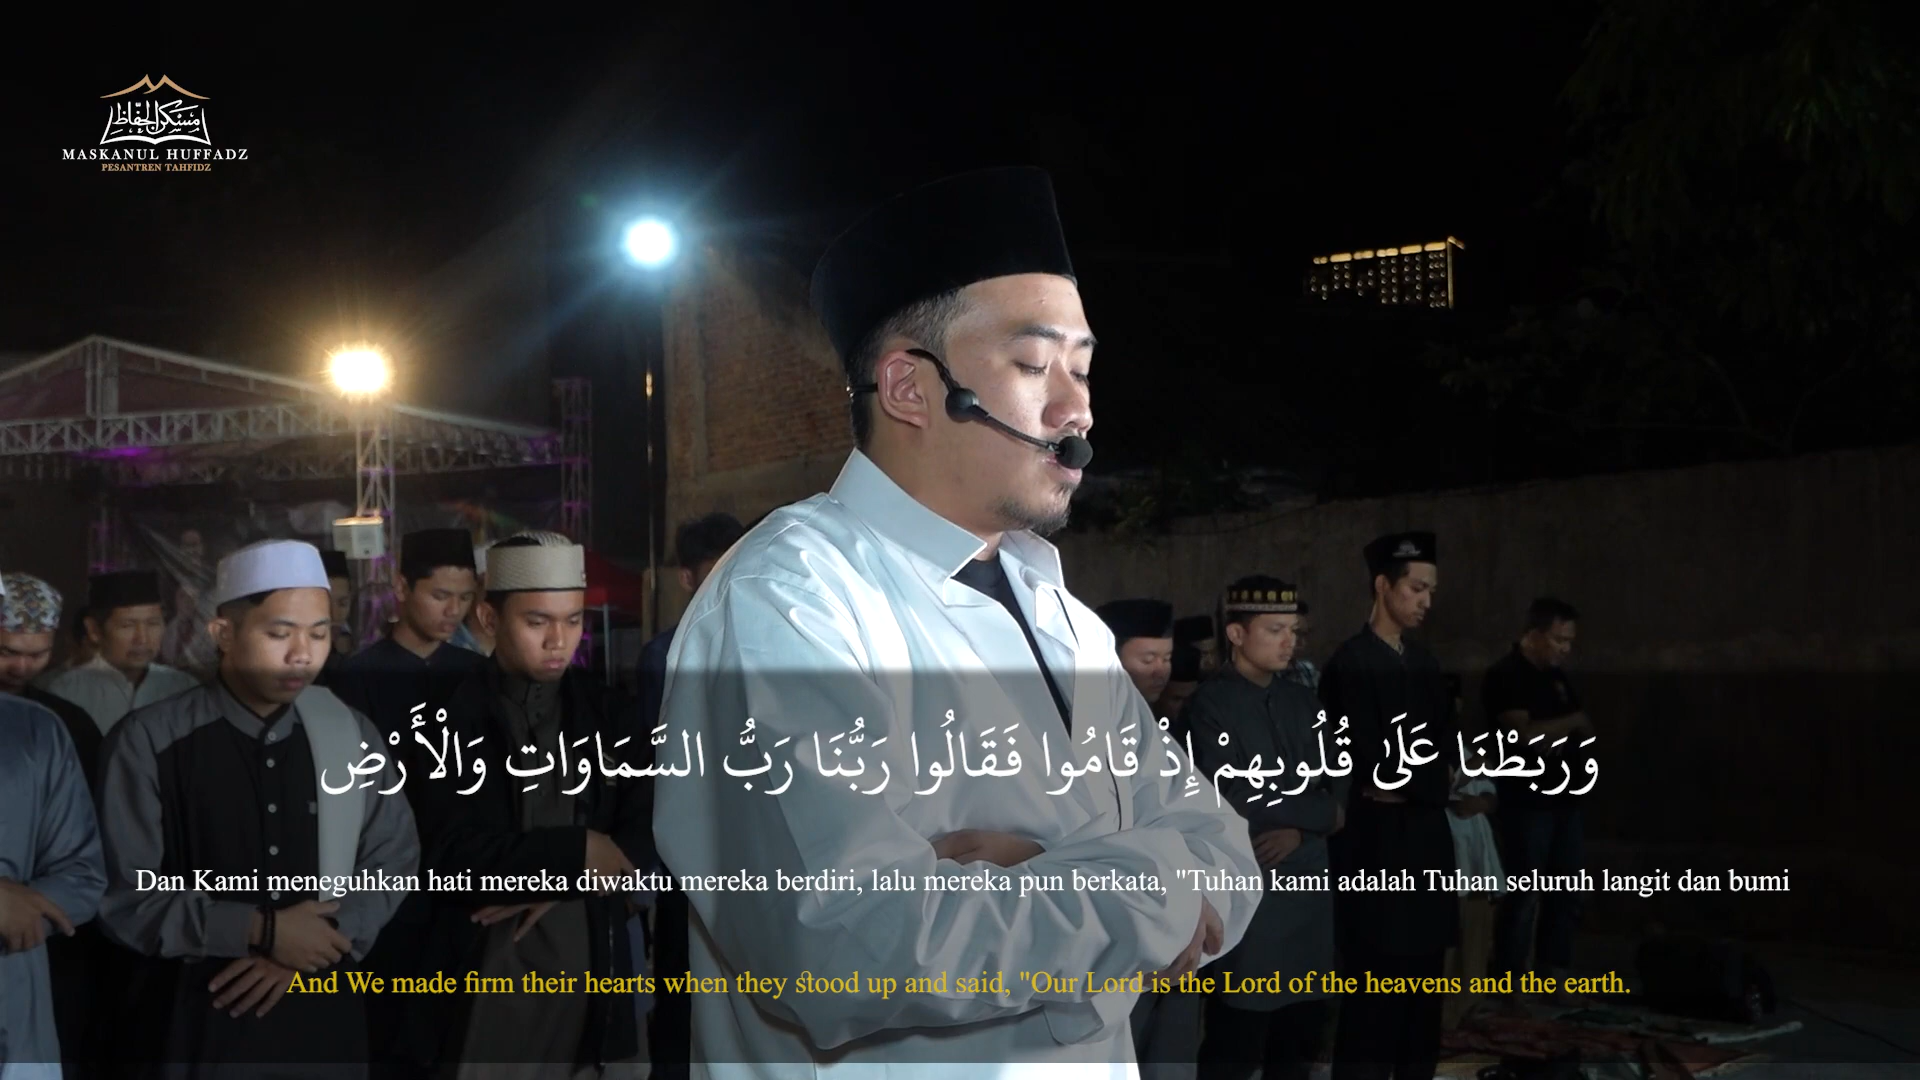 مسكن الحفاظ
MASKANUL HUFFADZ
PESANTREN TAHFIDZ
وَرَبَطْنَا عَلَىٰ قُلُوبِهِمْ إِذْ قَامُوا فَقَالُوا رَبُّنَا رَبُّ السَّمَاوَاتِ وَالْأَرْضِ
Dan Kami meneguhkan hati mereka diwaktu mereka berdiri, lalu mereka pun berkata, "Tuhan kami adalah Tuhan seluruh langit dan bumi
And We made firm their hearts when they stood up and said, "Our Lord is the Lord of the heavens and the earth.